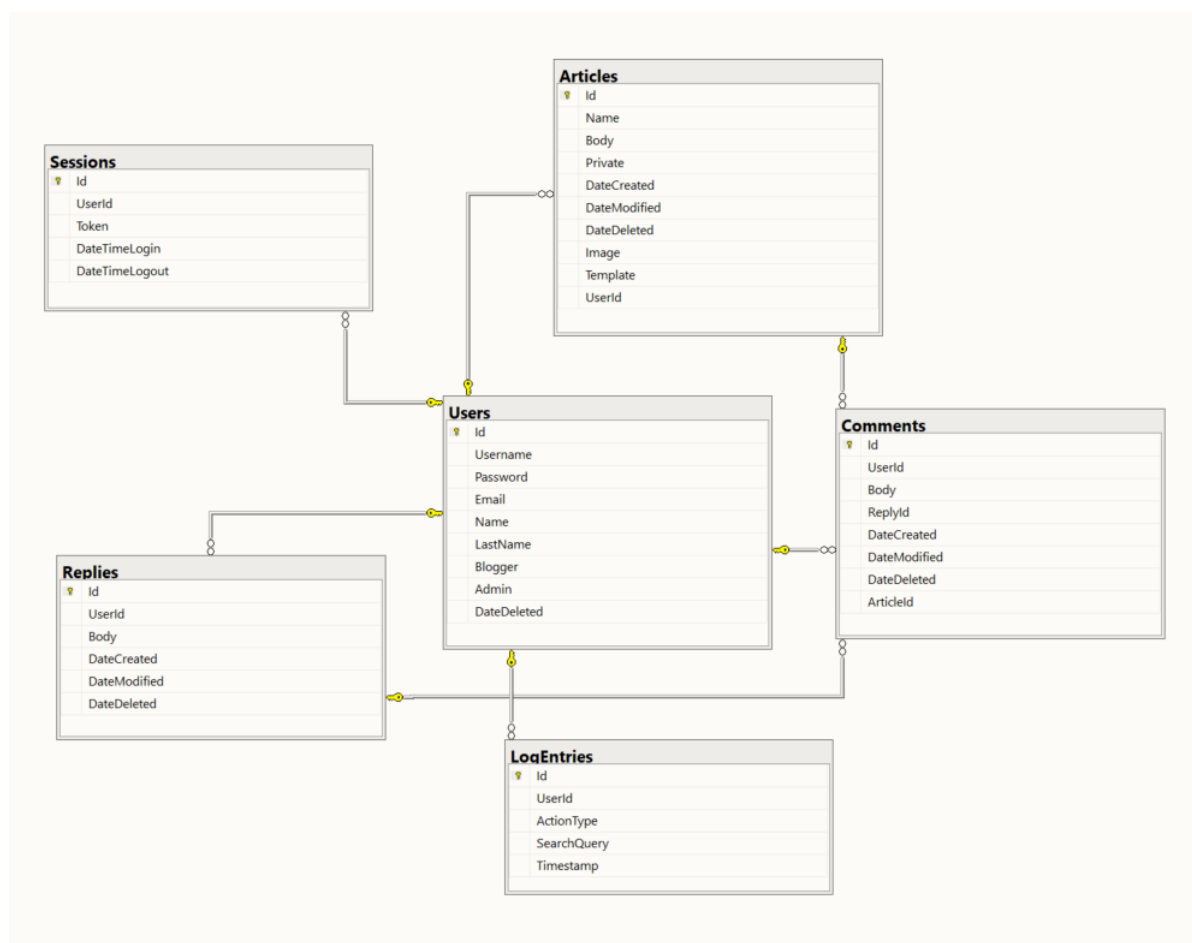 Articles
Id
Name
Body
Private
DateCreated
DateModified
DateDeleted
Image
Template
UserId
Sessions
Id
UserId
Token
DateTimeLogin
DateTimeLogout
Users
Id
Username
Password
Email
Name
LastName
Blogger
Admin
DateDeleted
Comments
Id
UserId
Body
ReplyId
DateCreated
DateModified
DateDeleted
ArticleId
Replies
Id
UserId
Body
DateCreated
DateModified
DateDeleted
LogEntries
Id
UserId
ActionType
SearchQuery
Timestamp